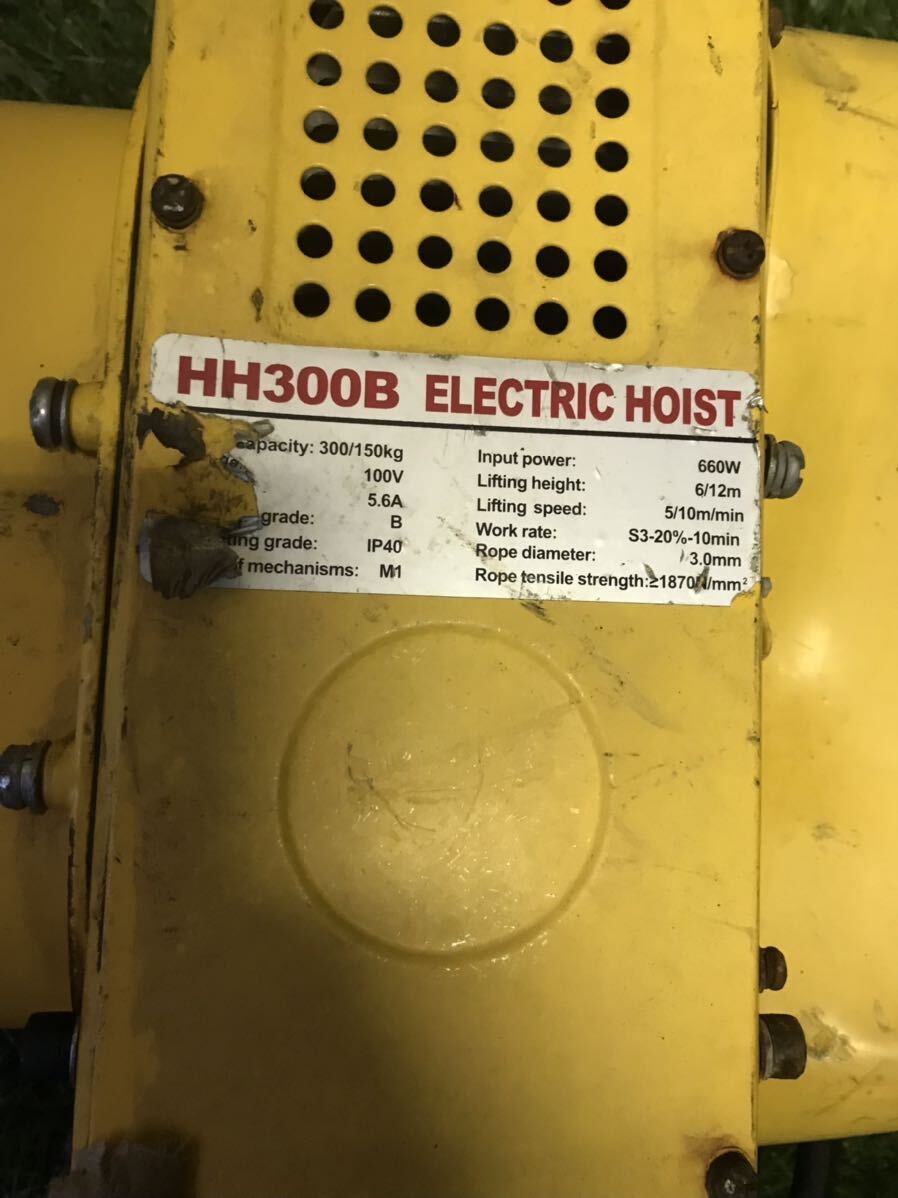 HH300B ELECTRIC HOIST
apacity: 300/150kg
100V
5.6A
grade: B
ting grade: IP40
f mechanisms: M1
Input power: 660W
Lifting height: 6/12m
Lifting speed: 5/10m/min
Work rate: S3-20%-10min
Rope diameter: 3.0mm
Rope tensile strength:≥1870N/mm²